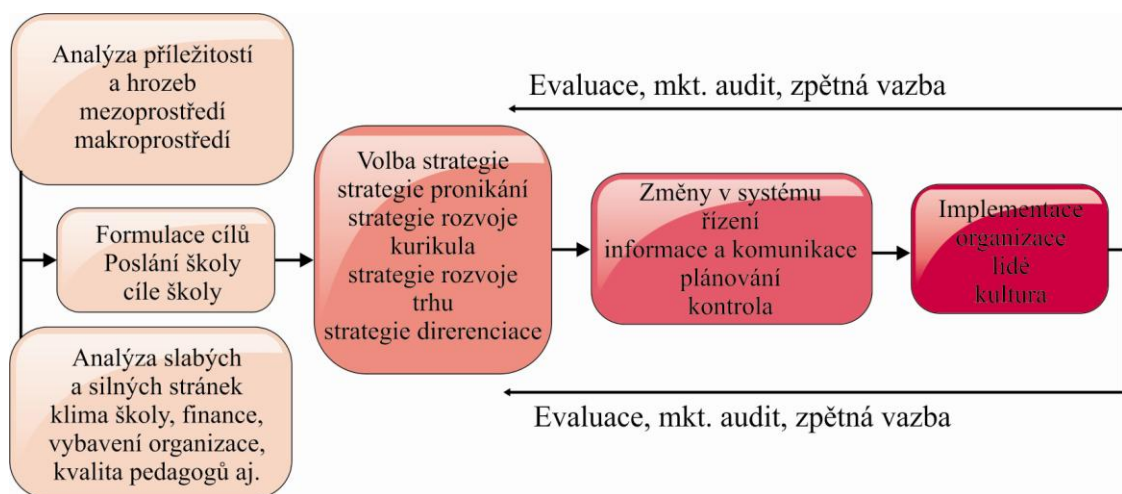 Analýza příležitostí
a hrozeb
mezoprostředí
makroprostředí
Formulace cílů
Poslání školy
cíle školy
Analýza slabých
a silných stránek
klima školy, finance,
vybavení organizace,
kvalita pedagogů aj.
Volba strategie
strategie pronikání
strategie rozvoje
kurikula
strategie rozvoje
trhu
strategie direrenciace
Evaluace, mkt. audit, zpětná vazba
Změny v systému
řízení
informace a komunikace
plánování
kontrola
Implementace
organizace
lidé
kultura
Evaluace, mkt. audit, zpětná vazba